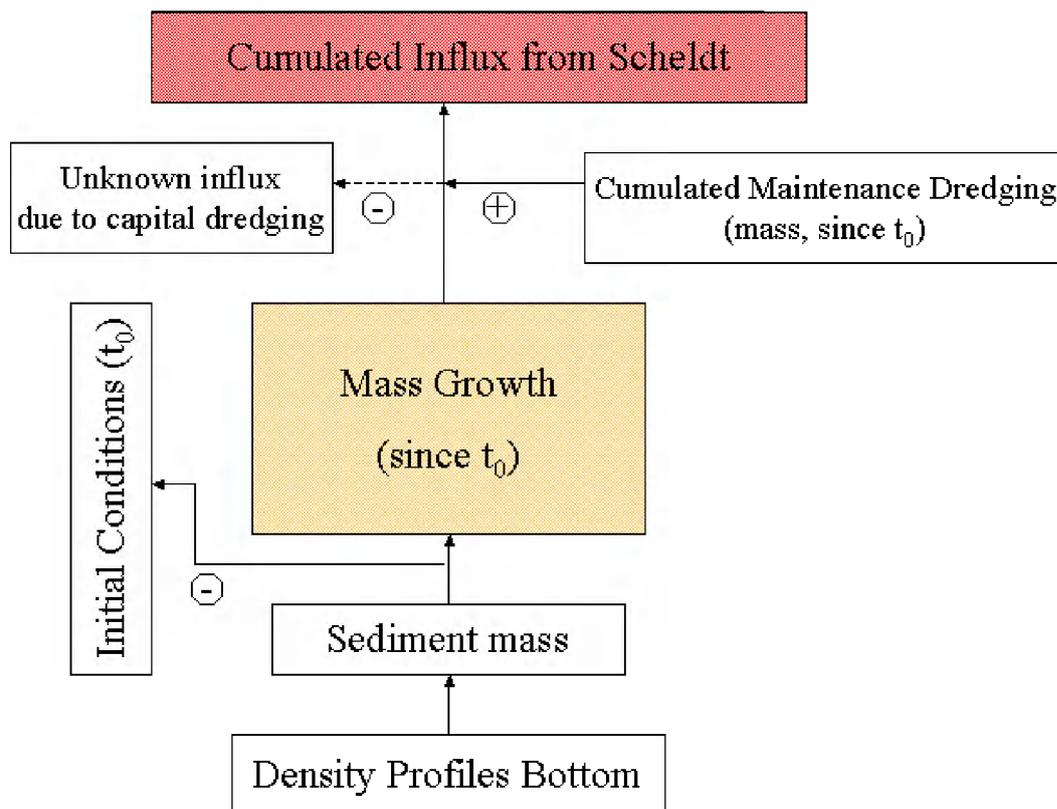 Cumulated Influx from Scheldt
Unknown influx
due to capital dredging
-
+
Cumulated Maintenance Dredging
(mass, since t₀)
Initial Conditions (t₀)
Mass Growth
(since t₀)
-
Sediment mass
Density Profiles Bottom